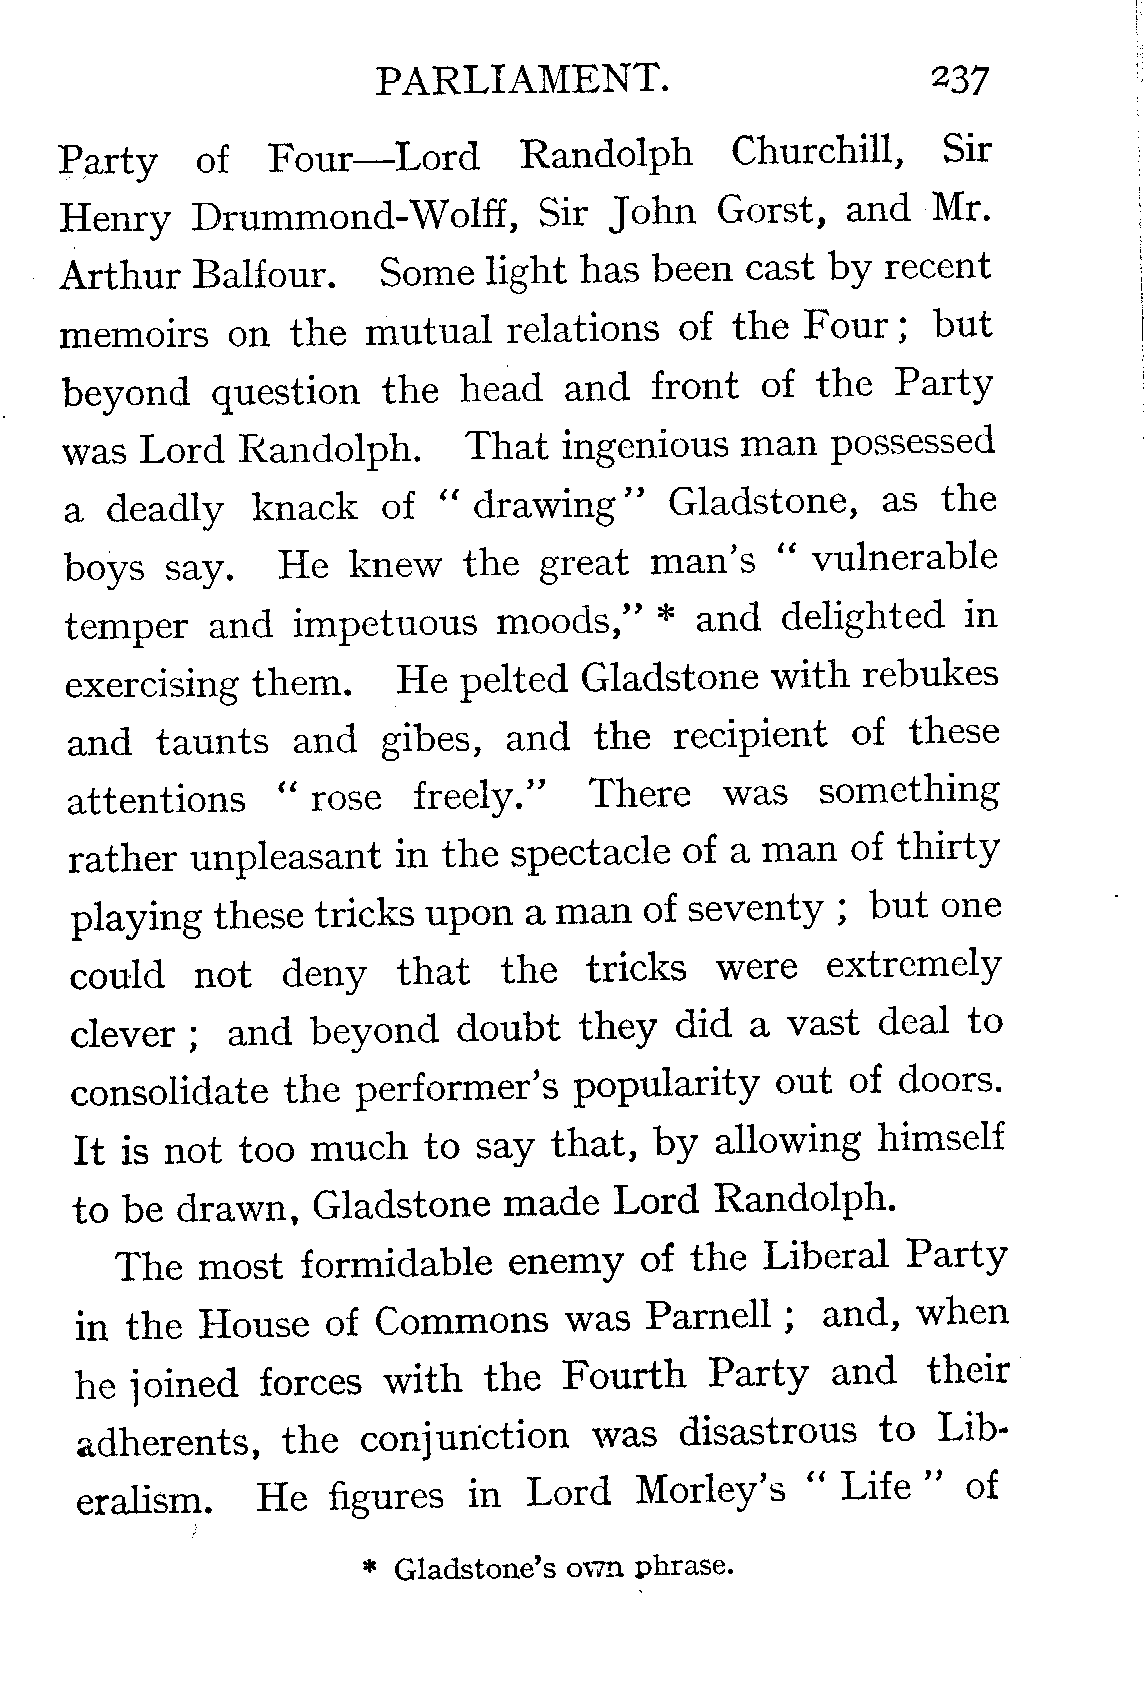 PARLIAMENT. 237
Party of Four—Lord Randolph Churchill, Sir
Henry Drummond-Wolff, Sir John Gorst, and Mr.
Arthur Balfour. Some light has been cast by recent
memoirs on the mutual relations of the Four; but
beyond question the head and front of the Party
was Lord Randolph. That ingenious man possessed
a deadly knack of "drawing" Gladstone, as the
boys say. He knew the great man's "vulnerable
temper and impetuous moods," * and delighted in
exercising them. He pelted Gladstone with rebukes
and taunts and gibes, and the recipient of these
attentions "rose freely." There was something
rather unpleasant in the spectacle of a man of thirty
playing these tricks upon a man of seventy; but one
could not deny that the tricks were extremely
clever; and beyond doubt they did a vast deal to
consolidate the performer's popularity out of doors.
It is not too much to say that, by allowing himself
to be drawn, Gladstone made Lord Randolph.
The most formidable enemy of the Liberal Party
in the House of Commons was Parnell; and, when
he joined forces with the Fourth Party and their
adherents, the conjunction was disastrous to Lib-
eralism. He figures in Lord Morley's "Life" of
* Gladstone's own phrase.